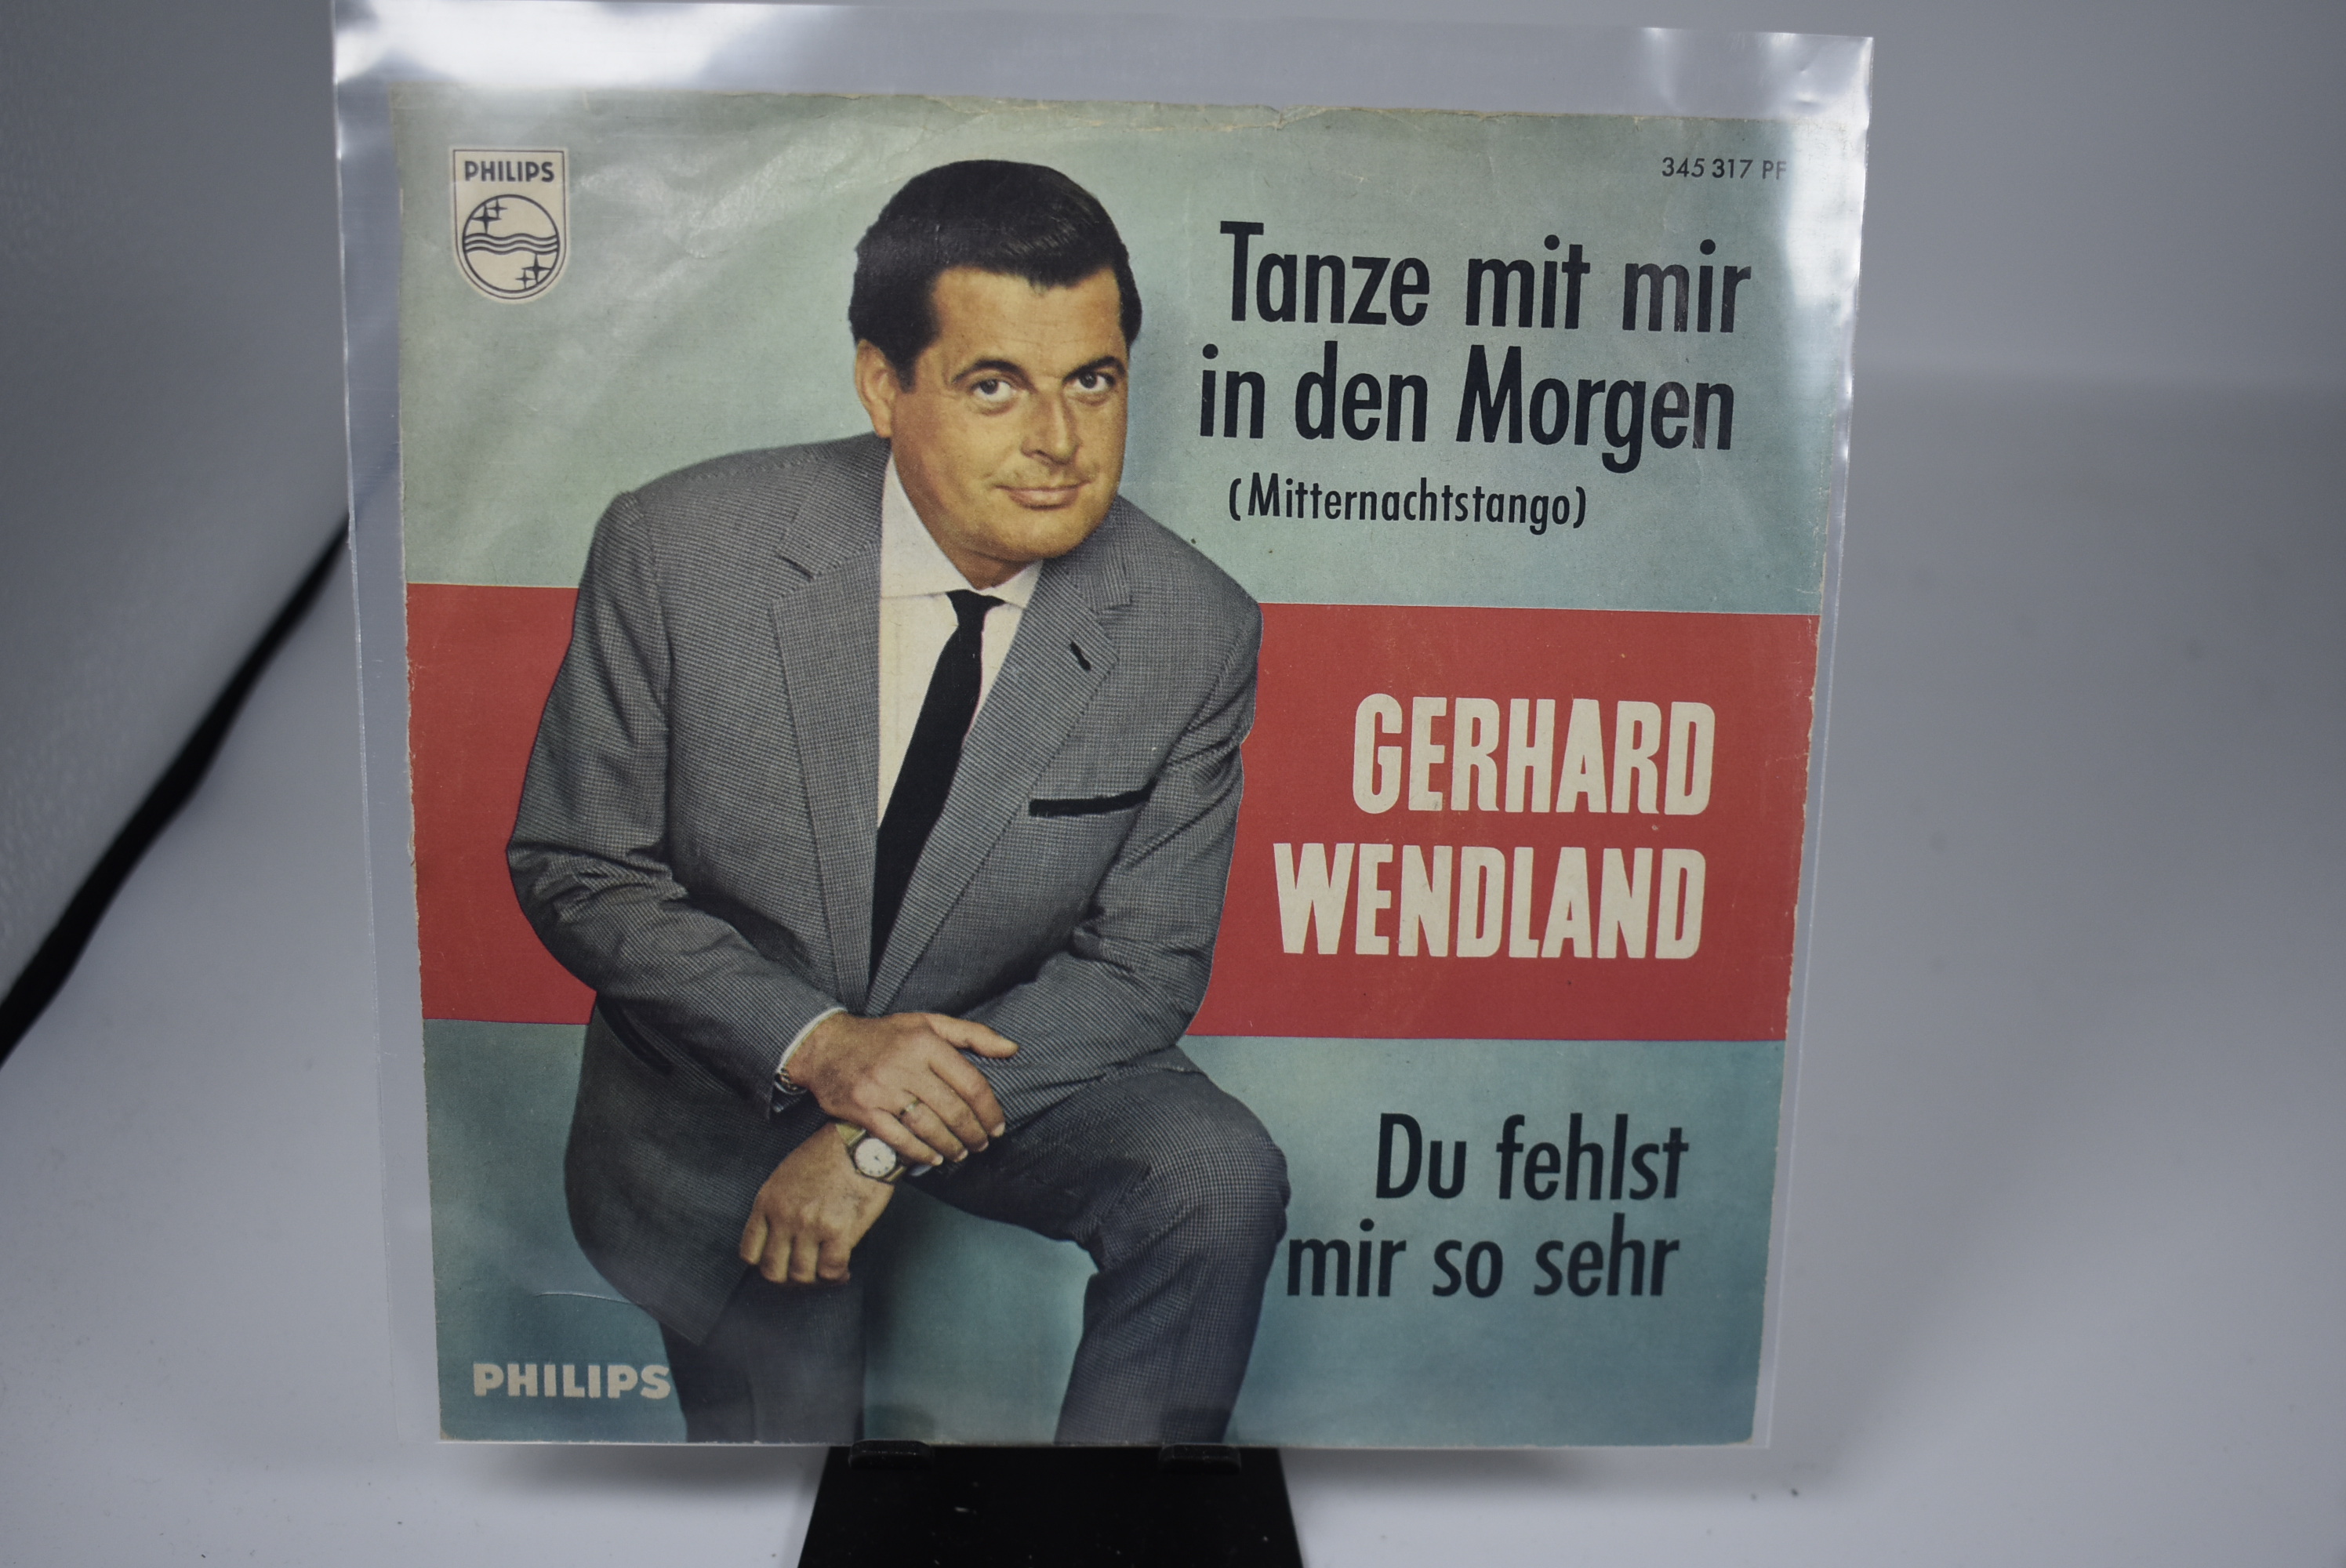 PHILIPS
345 317 PF
Tanze mit mir
in den Morgen
(Mitternachtstango)
GERHARD
WENDLAND
Du fehlst
mir so sehr
PHILIPS